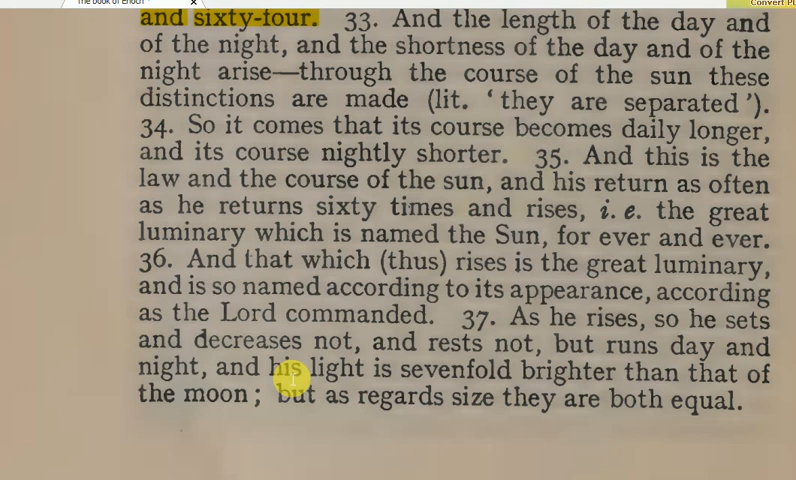 The Book of Enoch
Convert PD
and sixty-four. 33. And the length of the day and
of the night, and the shortness of the day and of the
night arise—through the course of the sun these
distinctions are made (lit. ‘they are separated’).
34. So it comes that its course becomes daily longer,
and its course nightly shorter. 35. And this is the
law and the course of the sun, and his return as often
as he returns sixty times and rises, i. e. the great
luminary which is named the Sun, for ever and ever.
36. And that which (thus) rises is the great luminary,
and is so named according to its appearance, according
as the Lord commanded. 37. As he rises, so he sets
and decreases not, and rests not, but runs day and
night, and his light is sevenfold brighter than that of
the moon; but as regards size they are both equal.